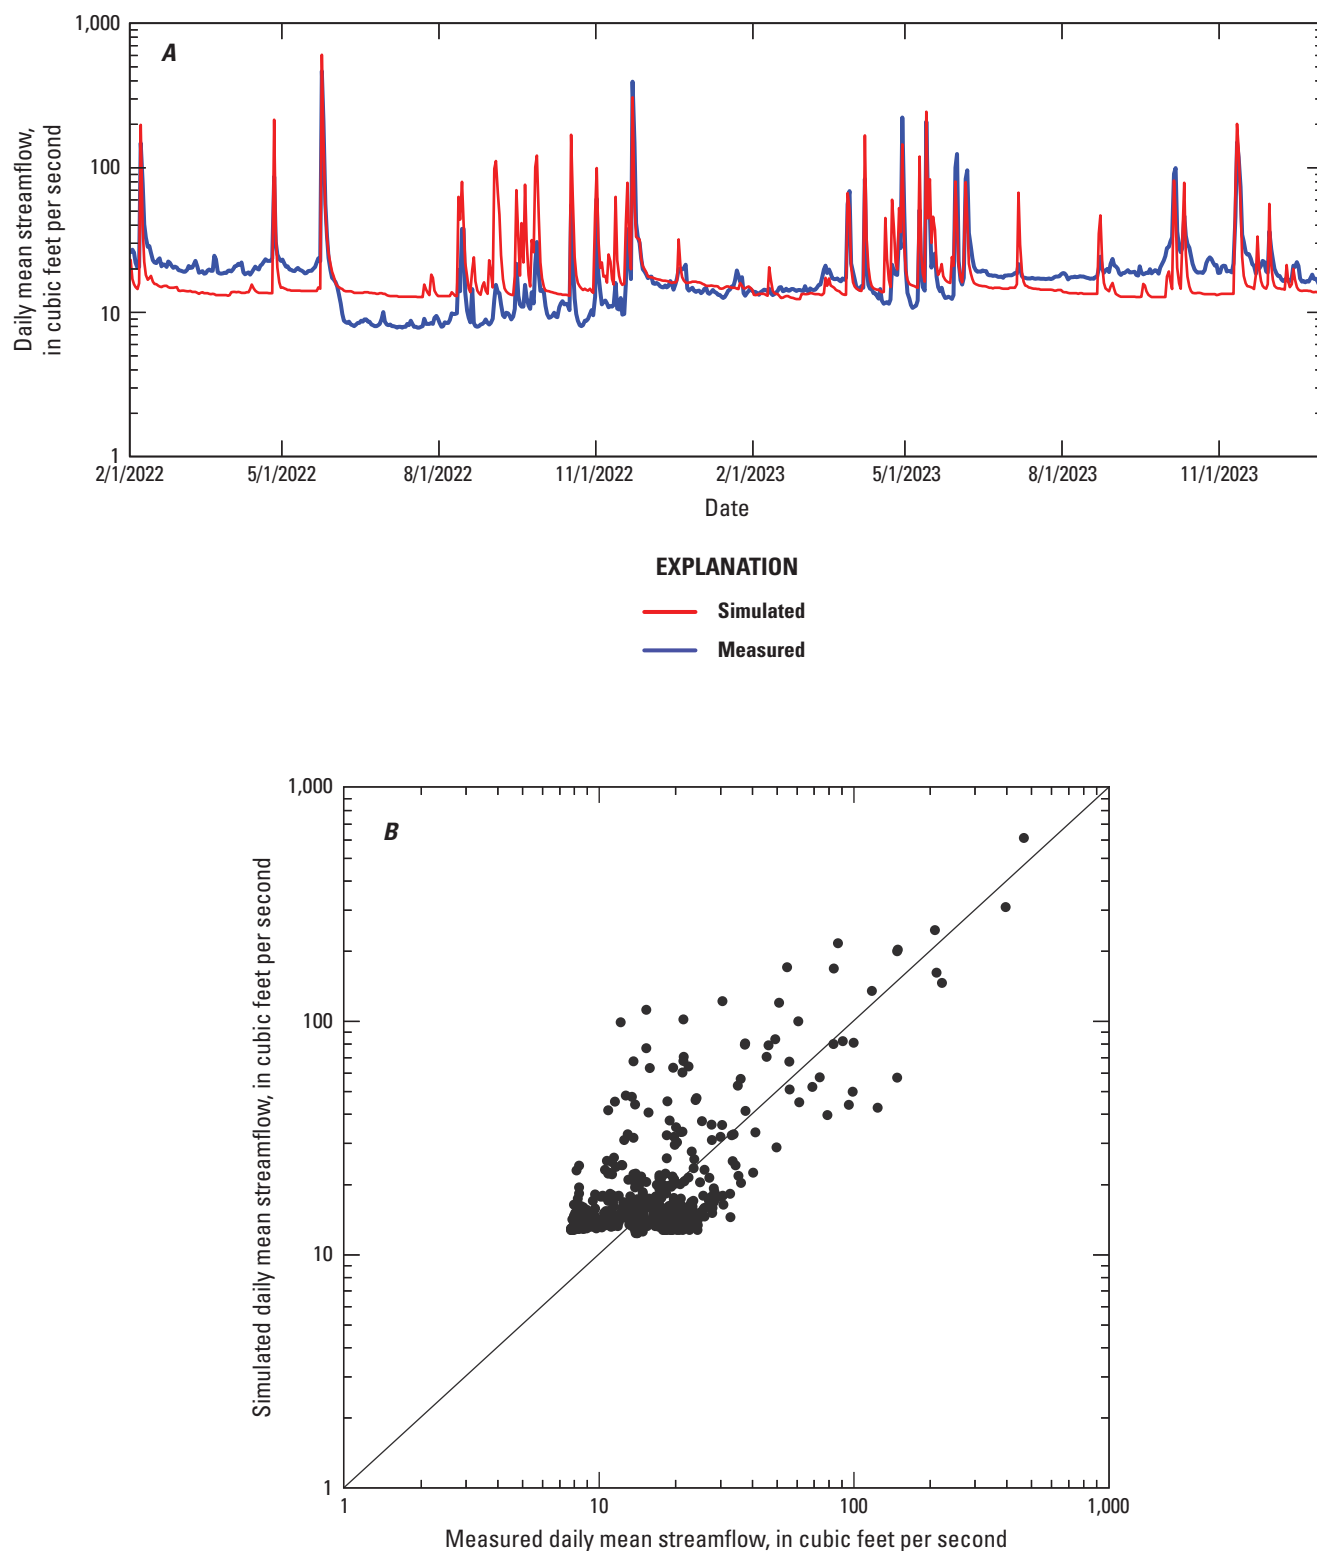 1,000
A
100
10
1
Daily mean streamflow,
in cubic feet per second
2/1/2022 5/1/2022 8/1/2022 11/1/2022 2/1/2023 5/1/2023 8/1/2023 11/1/2023
Date
EXPLANATION
Simulated
Measured
1,000
B
100
10
1
Simulated daily mean streamflow, in cubic feet per second
1 10 100 1,000
Measured daily mean streamflow, in cubic feet per second